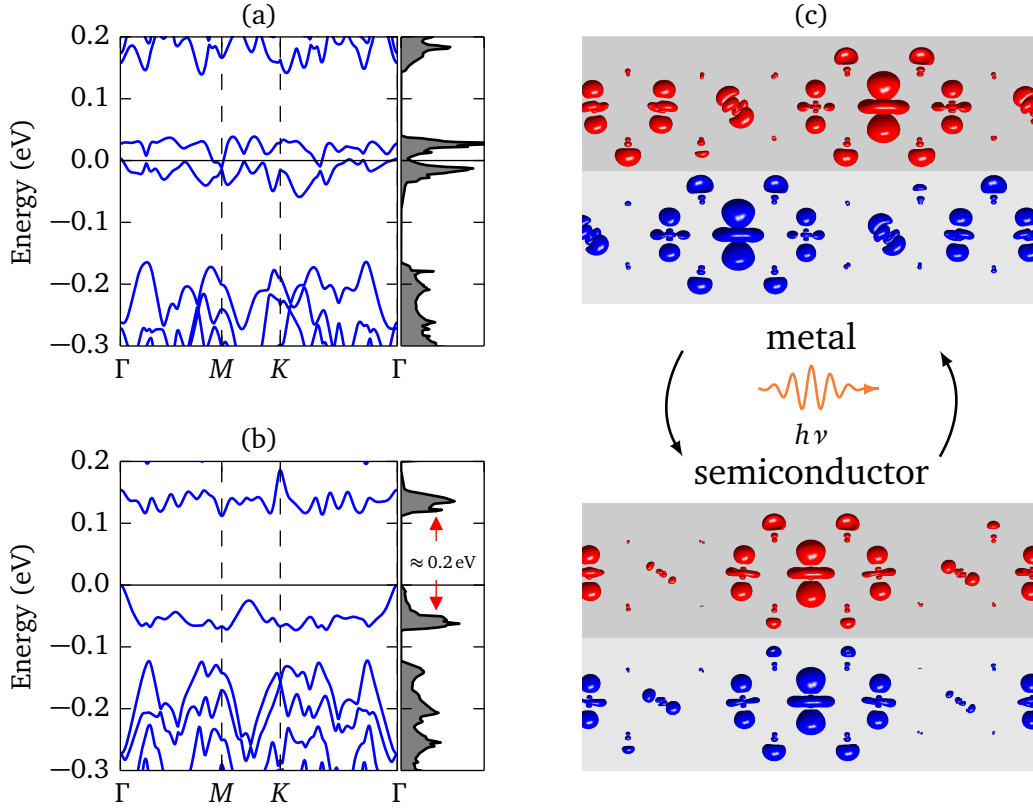 (a)
0.2
0.1
0.0
−0.1
−0.2
−0.3
Energy (eV)
Γ M K Γ
(b)
0.2
0.1
0.0
−0.1
−0.2
−0.3
Energy (eV)
≈ 0.2 eV
Γ M K Γ
(c)
metal
hν
semiconductor